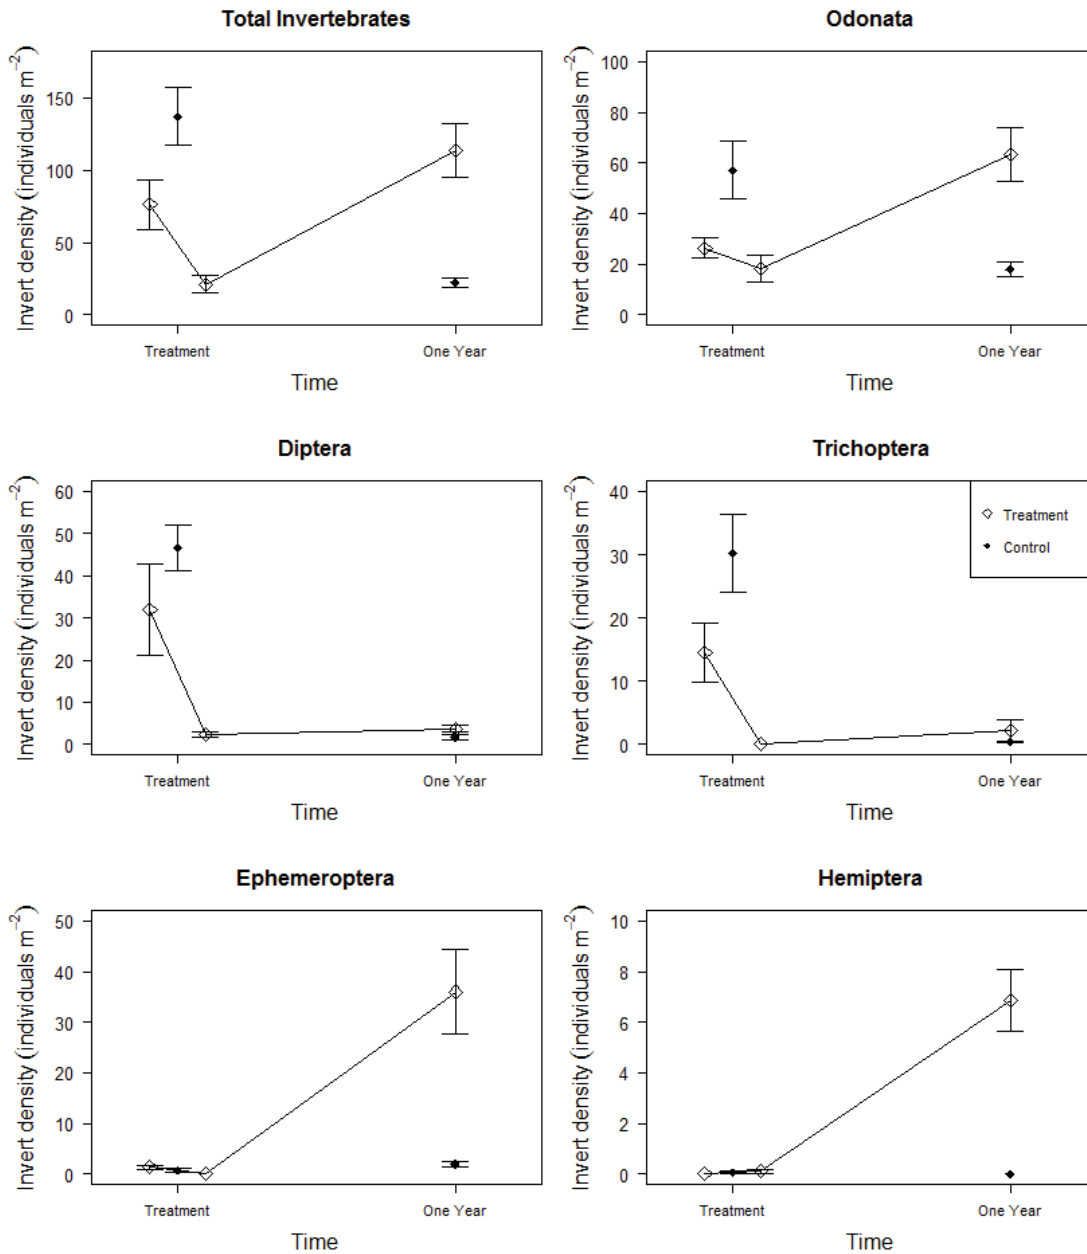 Total Invertebrates
Invert density (individuals m⁻²)
150
100
50
0
Treatment One Year
Time
Odonata
Invert density (individuals m⁻²)
100
80
60
40
20
0
Treatment One Year
Time
Diptera
Invert density (individuals m⁻²)
60
50
40
30
20
10
0
Treatment One Year
Time
Trichoptera
Invert density (individuals m⁻²)
40
30
20
10
0
Treatment
Control
Treatment One Year
Time
Ephemeroptera
Invert density (individuals m⁻²)
50
40
30
20
10
0
Treatment One Year
Time
Hemiptera
Invert density (individuals m⁻²)
10
8
6
4
2
0
Treatment One Year
Time